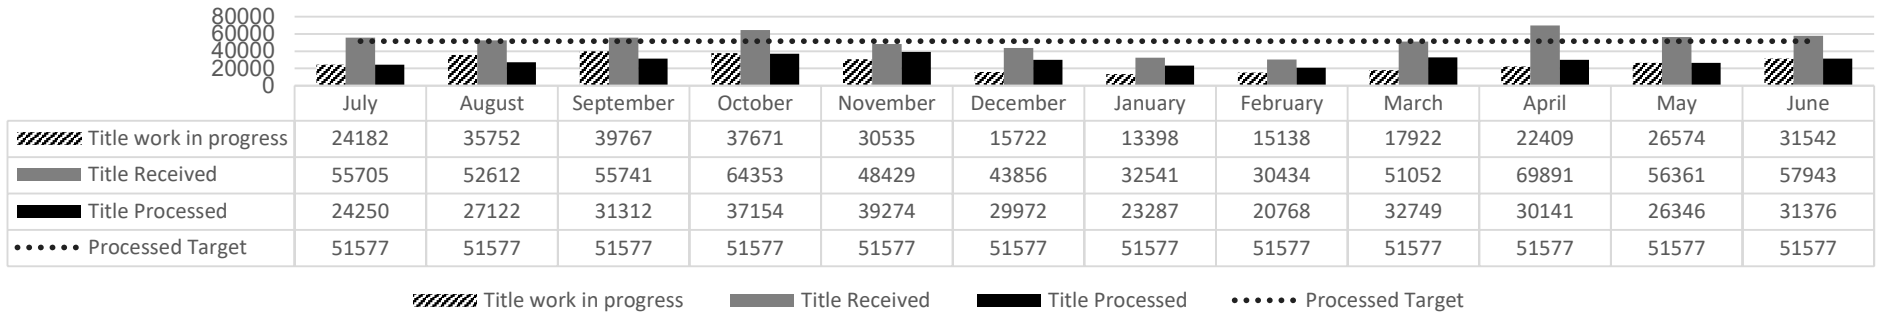 80000
60000
40000
20000
0
July August September October November December January February March April May June
Title work in progress 24182 35752 39767 37671 30535 15722 13398 15138 17922 22409 26574 31542
Title Received 55705 52612 55741 64353 48429 43856 32541 30434 51052 69891 56361 57943
Title Processed 24250 27122 31312 37154 39274 29972 23287 20768 32749 30141 26346 31376
Processed Target 51577 51577 51577 51577 51577 51577 51577 51577 51577 51577 51577 51577
Title work in progress Title Received Title Processed Processed Target